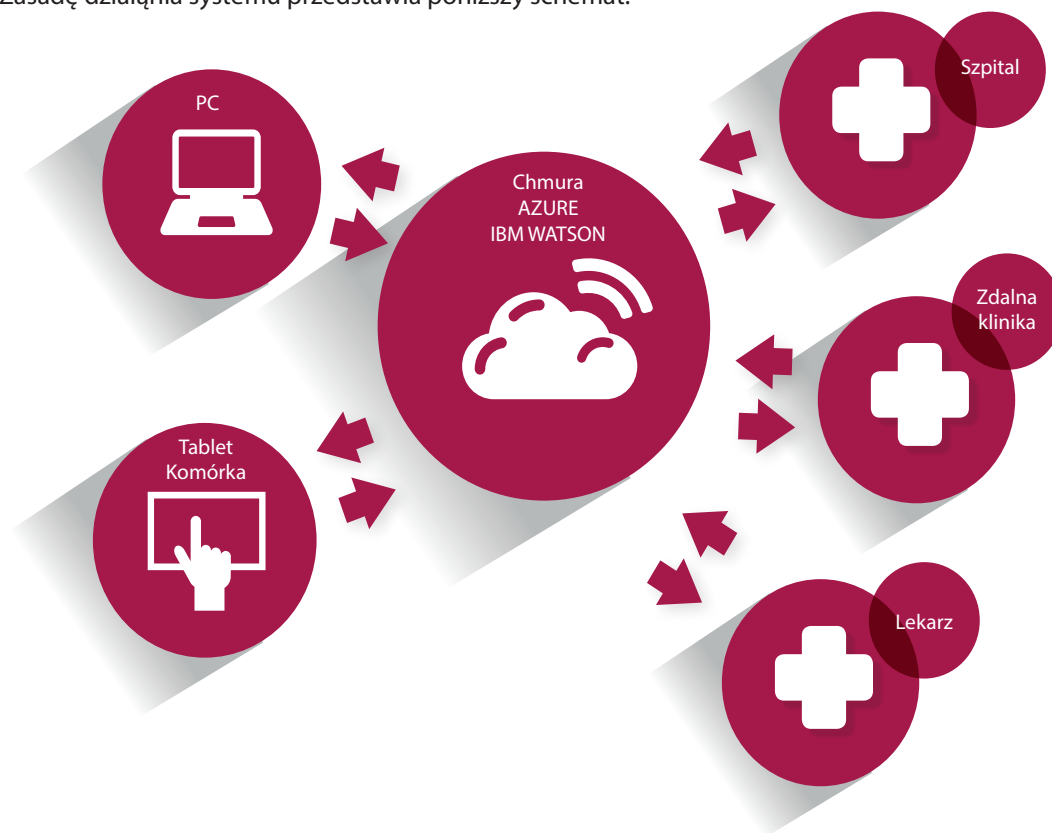 Zasadę działania systemu przedstawia poniższy schemat:
PC
Chmura
AZURE
IBM WATSON
Szpital
Zdalna
klinika
Tablet
Komórka
Lekarz